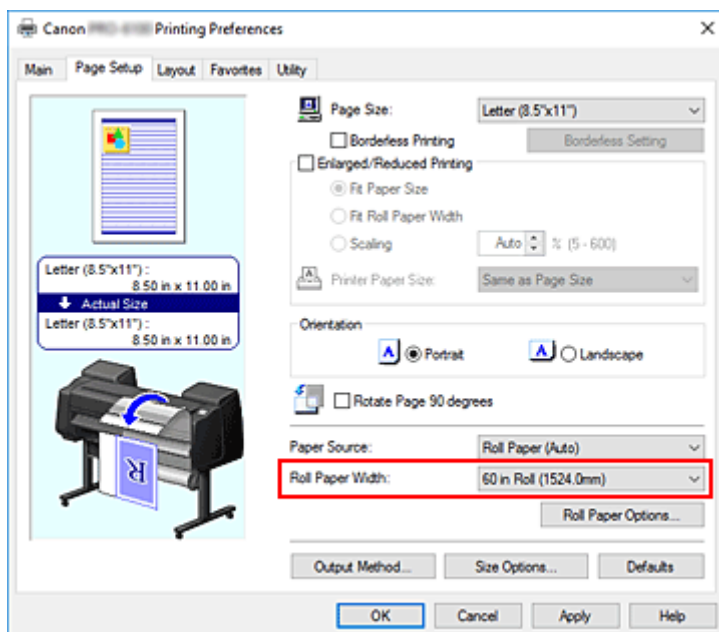 Canon Printing Preferences
Main Page Setup Layout Favorites Utility
Page Size: Letter (8.5"x11")
Borderless Printing Borderless Setting
Enlarged/Reduced Printing
Fit Paper Size
Fit Roll Paper Width
Scaling Auto % (5 - 600)
Printer Paper Size: Same as Page Size
Letter (8.5"x11") :
8.50 in x 11.00 in
Actual Size
Letter (8.5"x11") :
8.50 in x 11.00 in
Orientation
A Portrait A Landscape
Rotate Page 90 degrees
Paper Source: Roll Paper (Auto)
Roll Paper Width: 60 in Roll (1524.0mm)
Roll Paper Options...
R
Output Method... Size Options... Defaults
OK Cancel Apply Help